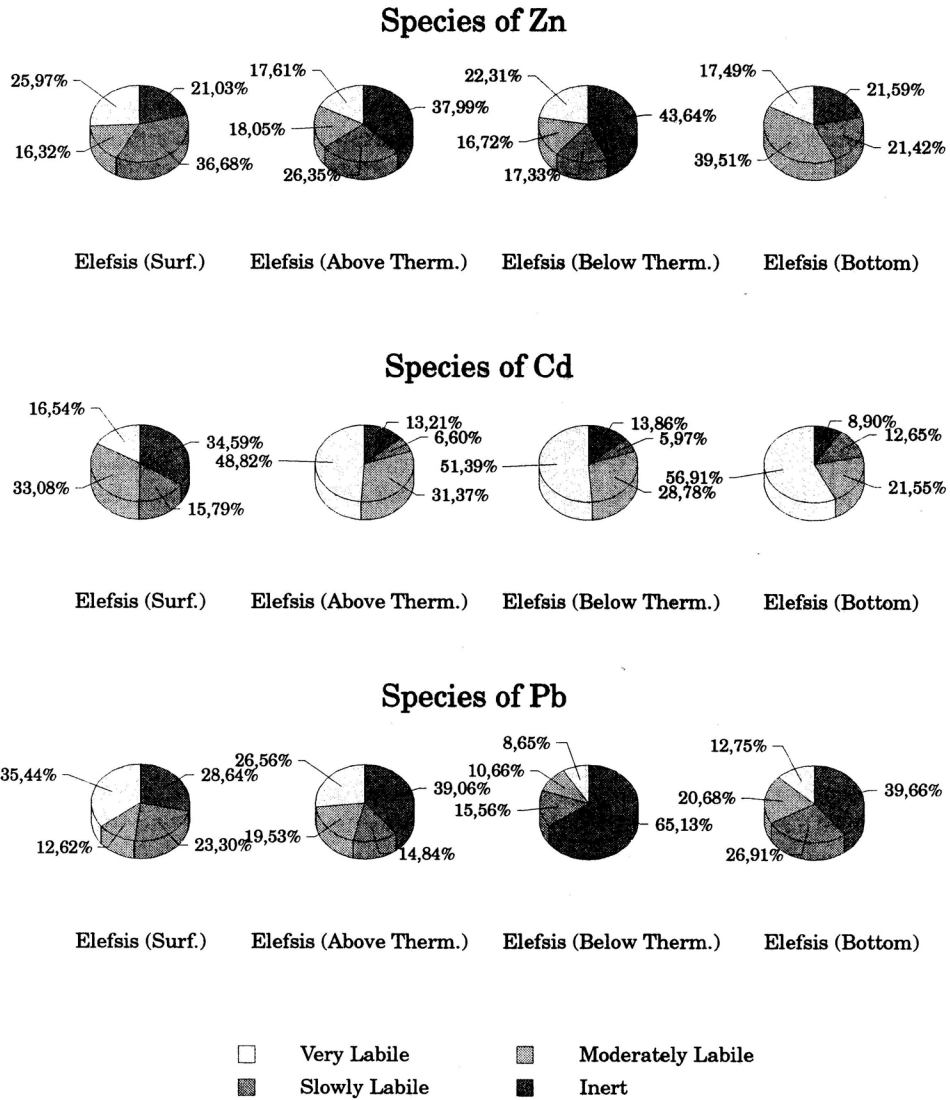 Species of Zn
25,97% 21,03% 17,61% 37,99% 22,31% 43,64% 17,49% 21,59%
16,32% 36,68% 18,05% 26,35% 16,72% 17,33% 39,51% 21,42%
Elefsis (Surf.) Elefsis (Above Therm.) Elefsis (Below Therm.) Elefsis (Bottom)
Species of Cd
16,54% 34,59% 48,82% 13,21% 6,60% 51,39% 13,86% 5,97% 56,91% 8,90% 12,65%
33,08% 15,79% 31,37% 28,78% 21,55%
Elefsis (Surf.) Elefsis (Above Therm.) Elefsis (Below Therm.) Elefsis (Bottom)
Species of Pb
35,44% 28,64% 26,56% 39,06% 8,65% 10,66% 15,56% 65,13% 12,75% 39,66%
12,62% 23,30% 19,53% 14,84% 20,68% 26,91%
Elefsis (Surf.) Elefsis (Above Therm.) Elefsis (Below Therm.) Elefsis (Bottom)
Very Labile Moderately Labile
Slowly Labile Inert